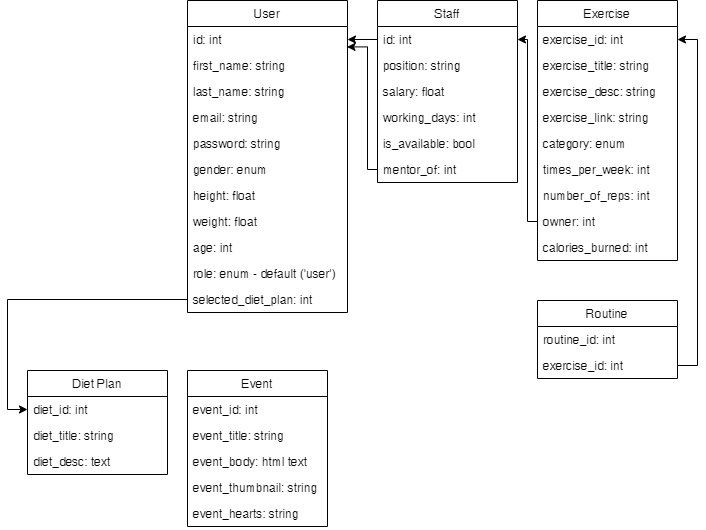 User
id: int
first_name: string
last_name: string
email: string
password: string
gender: enum
height: float
weight: float
age: int
role: enum - default ('user')
selected_diet_plan: int
Staff
id: int
position: string
salary: float
working_days: int
is_available: bool
mentor_of: int
Exercise
exercise_id: int
exercise_title: string
exercise_desc: string
exercise_link: string
category: enum
times_per_week: int
number_of_reps: int
owner: int
calories_burned: int
Routine
routine_id: int
exercise_id: int
Diet Plan
diet_id: int
diet_title: string
diet_desc: text
Event
event_id: int
event_title: string
event_body: html text
event_thumbnail: string
event_hearts: string